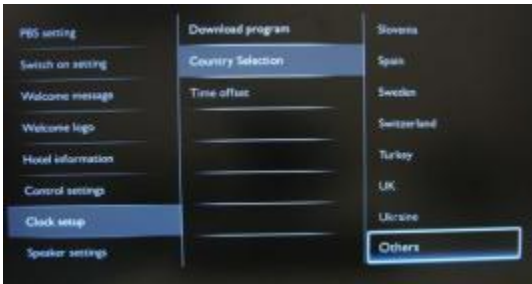 PBS setting
Switch on setting
Welcome message
Welcome logo
Hotel information
Control settings
Clock setup
Speaker settings
Download program
Country Selection
Time offset
Slovenia
Spain
Sweden
Switzerland
Turkey
UK
Ukraine
Others